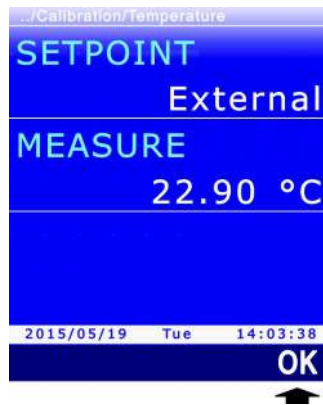 ../Calibration/Temperature
SETPOINT
External
MEASURE
22.90 °C
2015/05/19 Tue 14:03:38
OK